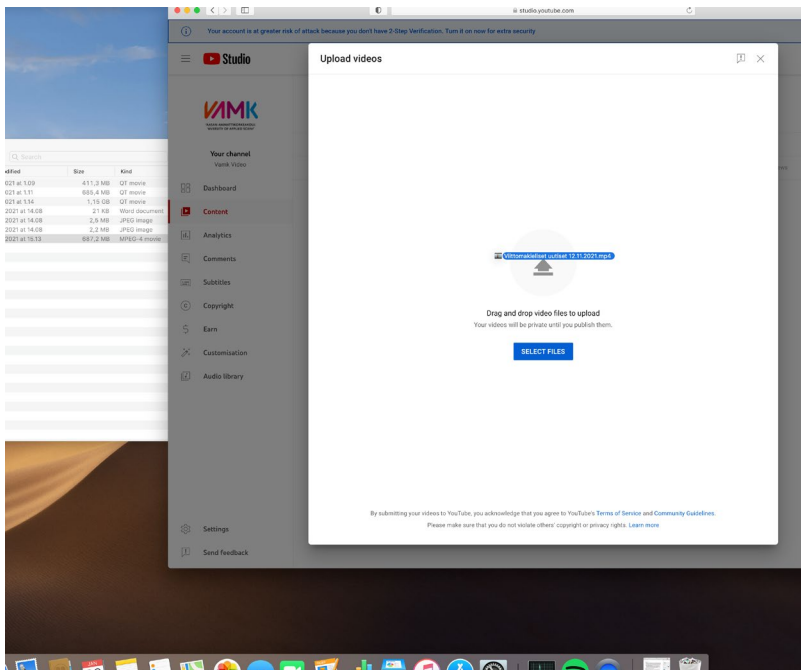 studio.youtube.com
Your account is at greater risk of attack because you don't have 2-Step Verification. Turn it on now for extra security
Studio
Upload videos
VAMK
Search
Your channel
Vamk Video
Size
Kind
021 at 1.09 411,3 MB QT movie
021 at 1.11 685,4 MB QT movie
021 at 1.14 1,15 GB QT movie
2021 at 14.08 21 KB Word document
2021 at 14.08 2,5 MB JPEG image
2021 at 14.08 2,2 MB JPEG image
2021 at 15.13 687,2 MB MPEG-4 movie
Dashboard
Content
Analytics
Comments
Subtitles
Copyright
Earn
Customisation
Audio library
Viittomakieliset uutiset 12.11.2021.mp4
Drag and drop video files to upload
Your videos will be private until you publish them.
SELECT FILES
By submitting your videos to YouTube, you acknowledge that you agree to YouTube's Terms of Service and Community Guidelines.
Please make sure that you do not violate others' copyright or privacy rights. Learn more
Settings
Send feedback
JAN